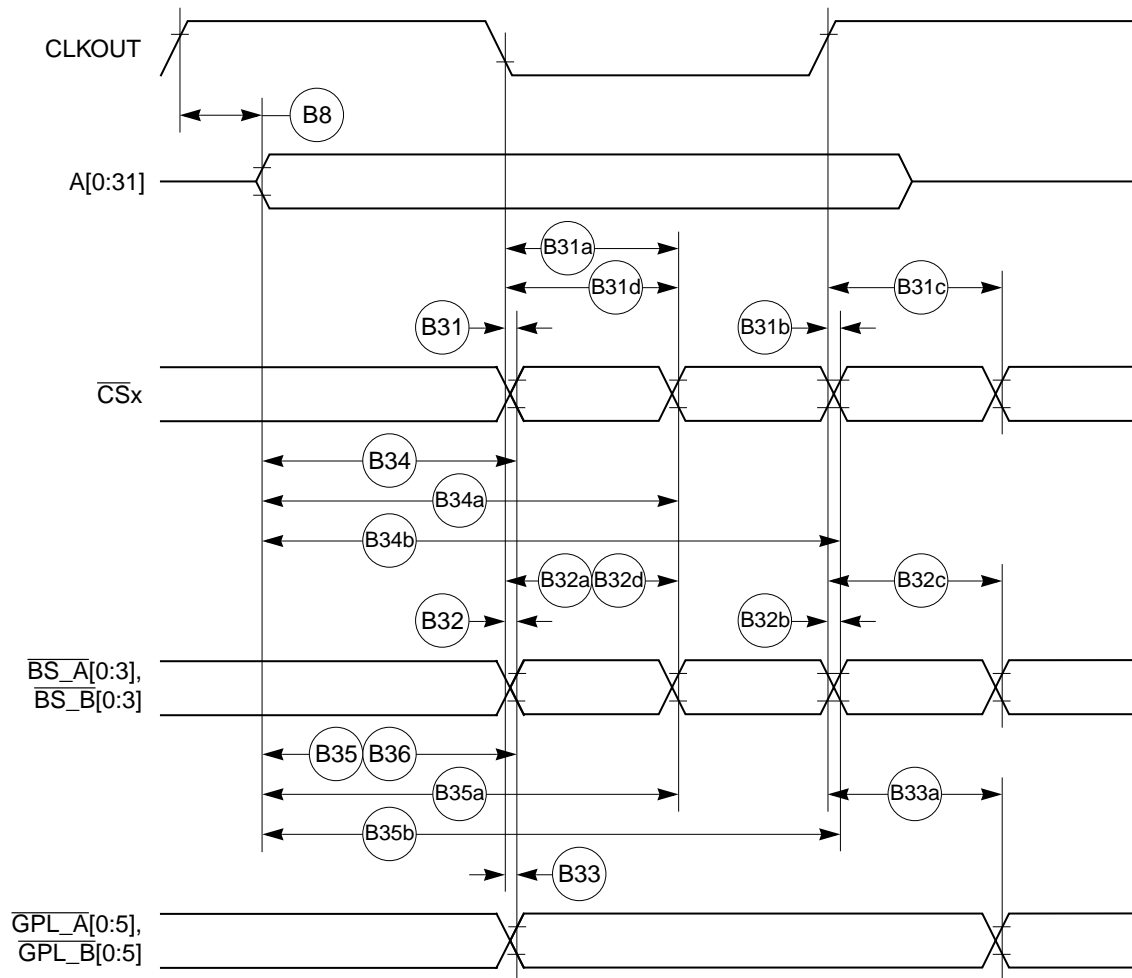 CLKOUT
B8
A[0:31]
B31a
B31d
B31c
B31
B31b
CSx
B34
B34a
B34b
B32a B32d
B32c
B32
B32b
BS_A[0:3],
BS_B[0:3]
B35 B36
B35a
B33a
B35b
B33
GPL_A[0:5],
GPL_B[0:5]